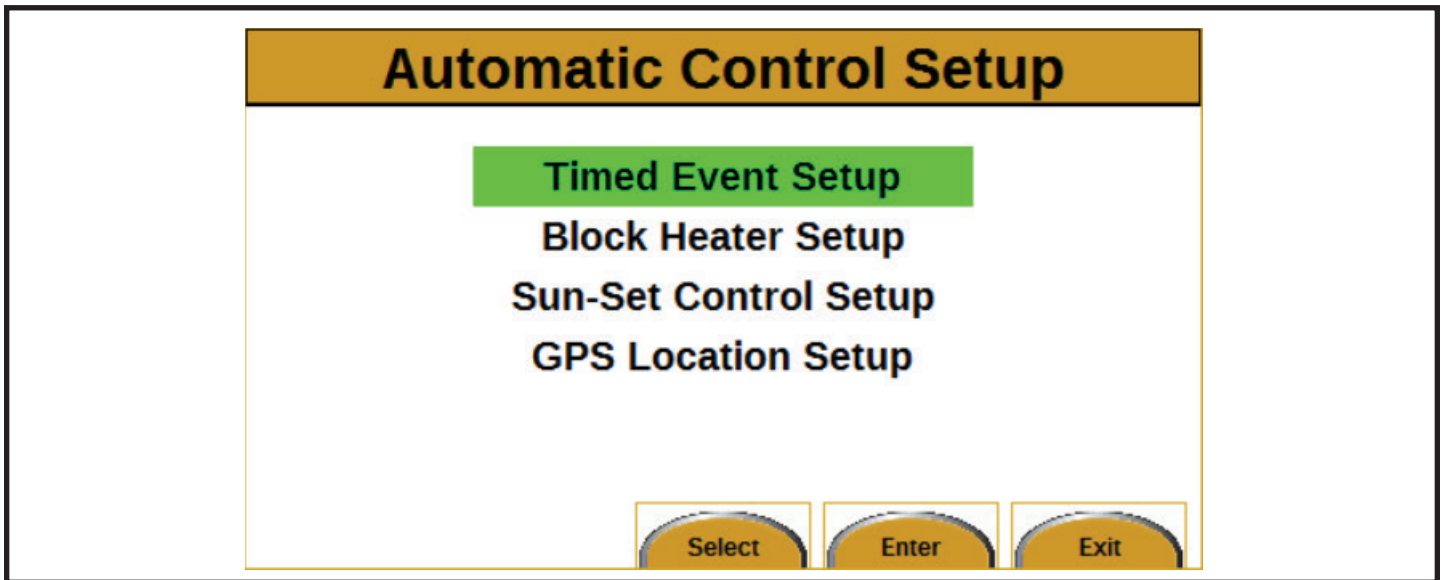 Automatic Control Setup
Timed Event Setup
Block Heater Setup
Sun-Set Control Setup
GPS Location Setup
Select Enter Exit